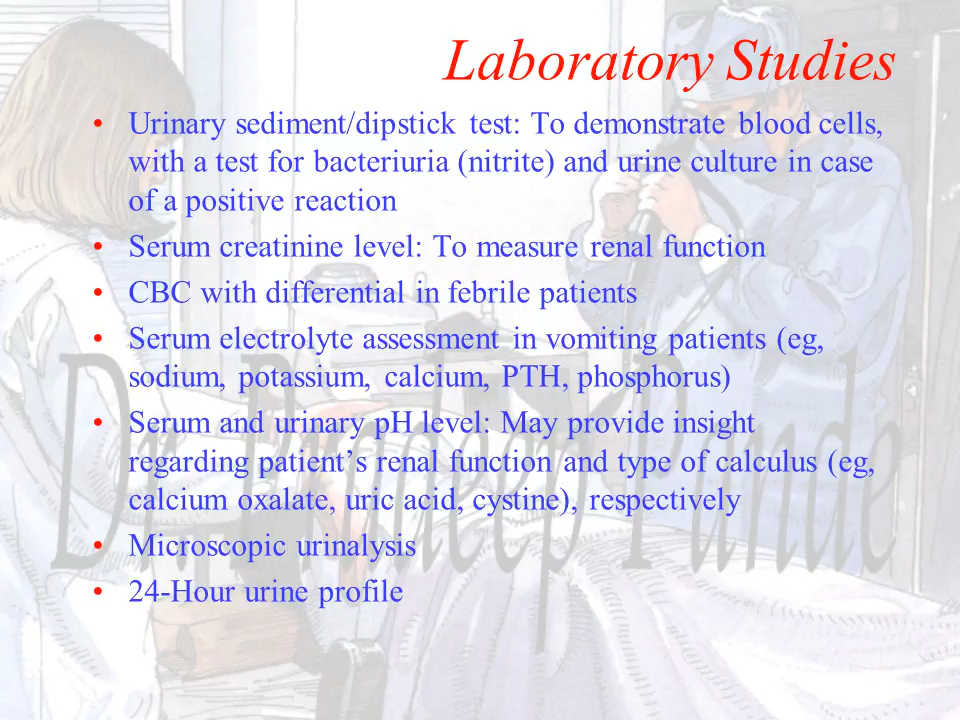 Laboratory Studies
• Urinary sediment/dipstick test: To demonstrate blood cells,
with a test for bacteriuria (nitrite) and urine culture in case
of a positive reaction
• Serum creatinine level: To measure renal function
• CBC with differential in febrile patients
• Serum electrolyte assessment in vomiting patients (eg,
sodium, potassium, calcium, PTH, phosphorus)
• Serum and urinary pH level: May provide insight
regarding patient’s renal function and type of calculus (eg,
calcium oxalate, uric acid, cystine), respectively
• Microscopic urinalysis
• 24-Hour urine profile
Dr. Pradeep Pande